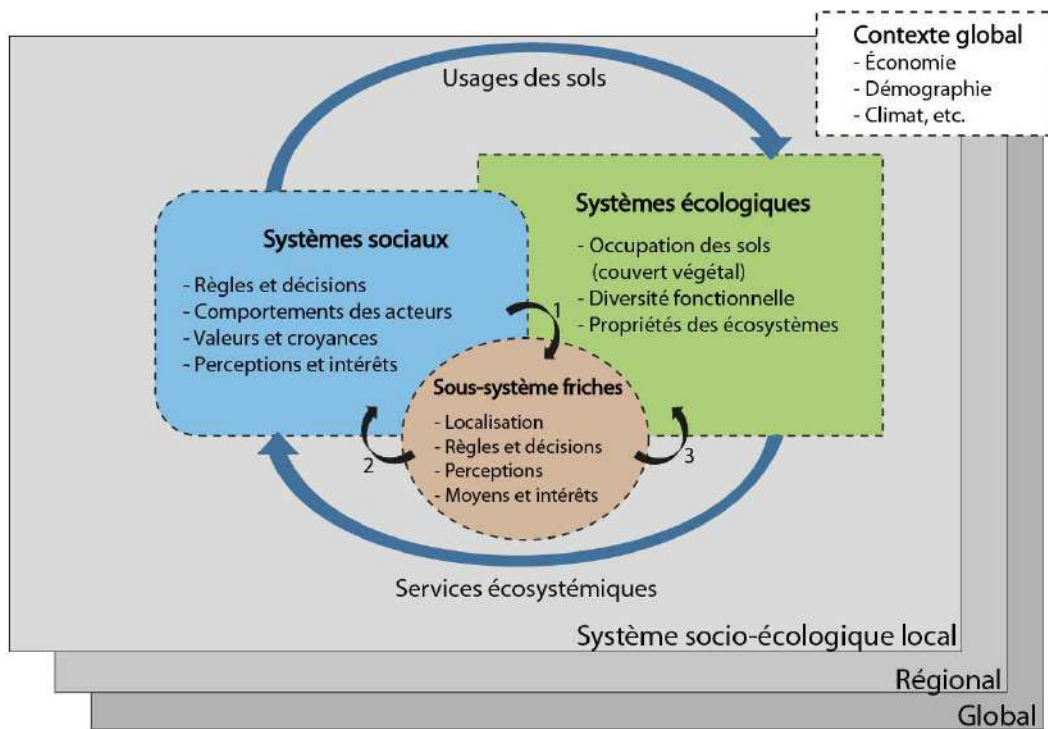 Contexte global
- Économie
- Démographie
- Climat, etc.
Usages des sols
Systèmes écologiques
- Occupation des sols
(couvert végétal)
- Diversité fonctionnelle
- Propriétés des écosystèmes
Systèmes sociaux
- Règles et décisions
- Comportements des acteurs
- Valeurs et croyances
- Perceptions et intérêts
1
Sous-système friches
- Localisation
- Règles et décisions
- Perceptions
- Moyens et intérêts
2
3
Services écosystémiques
Système socio-écologique local
Régional
Global